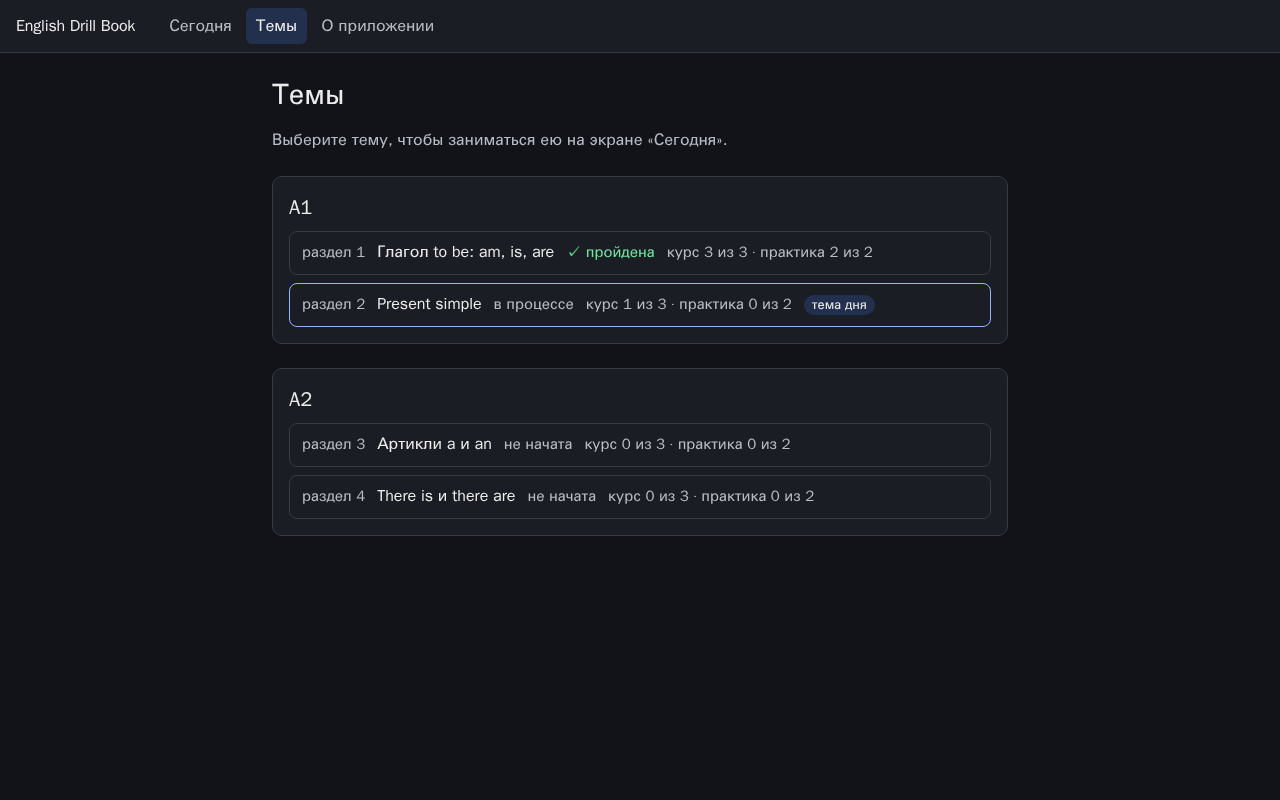 English Drill Book Сегодня Темы О приложении
Темы
Выберите тему, чтобы заниматься ею на экране «Сегодня».
A1
раздел 1 Глагол to be: am, is, are ✓ пройдена курс 3 из 3 · практика 2 из 2
раздел 2 Present simple в процессе курс 1 из 3 · практика 0 из 2 тема дня
A2
раздел 3 Артикли a и an не начата курс 0 из 3 · практика 0 из 2
раздел 4 There is и there are не начата курс 0 из 3 · практика 0 из 2